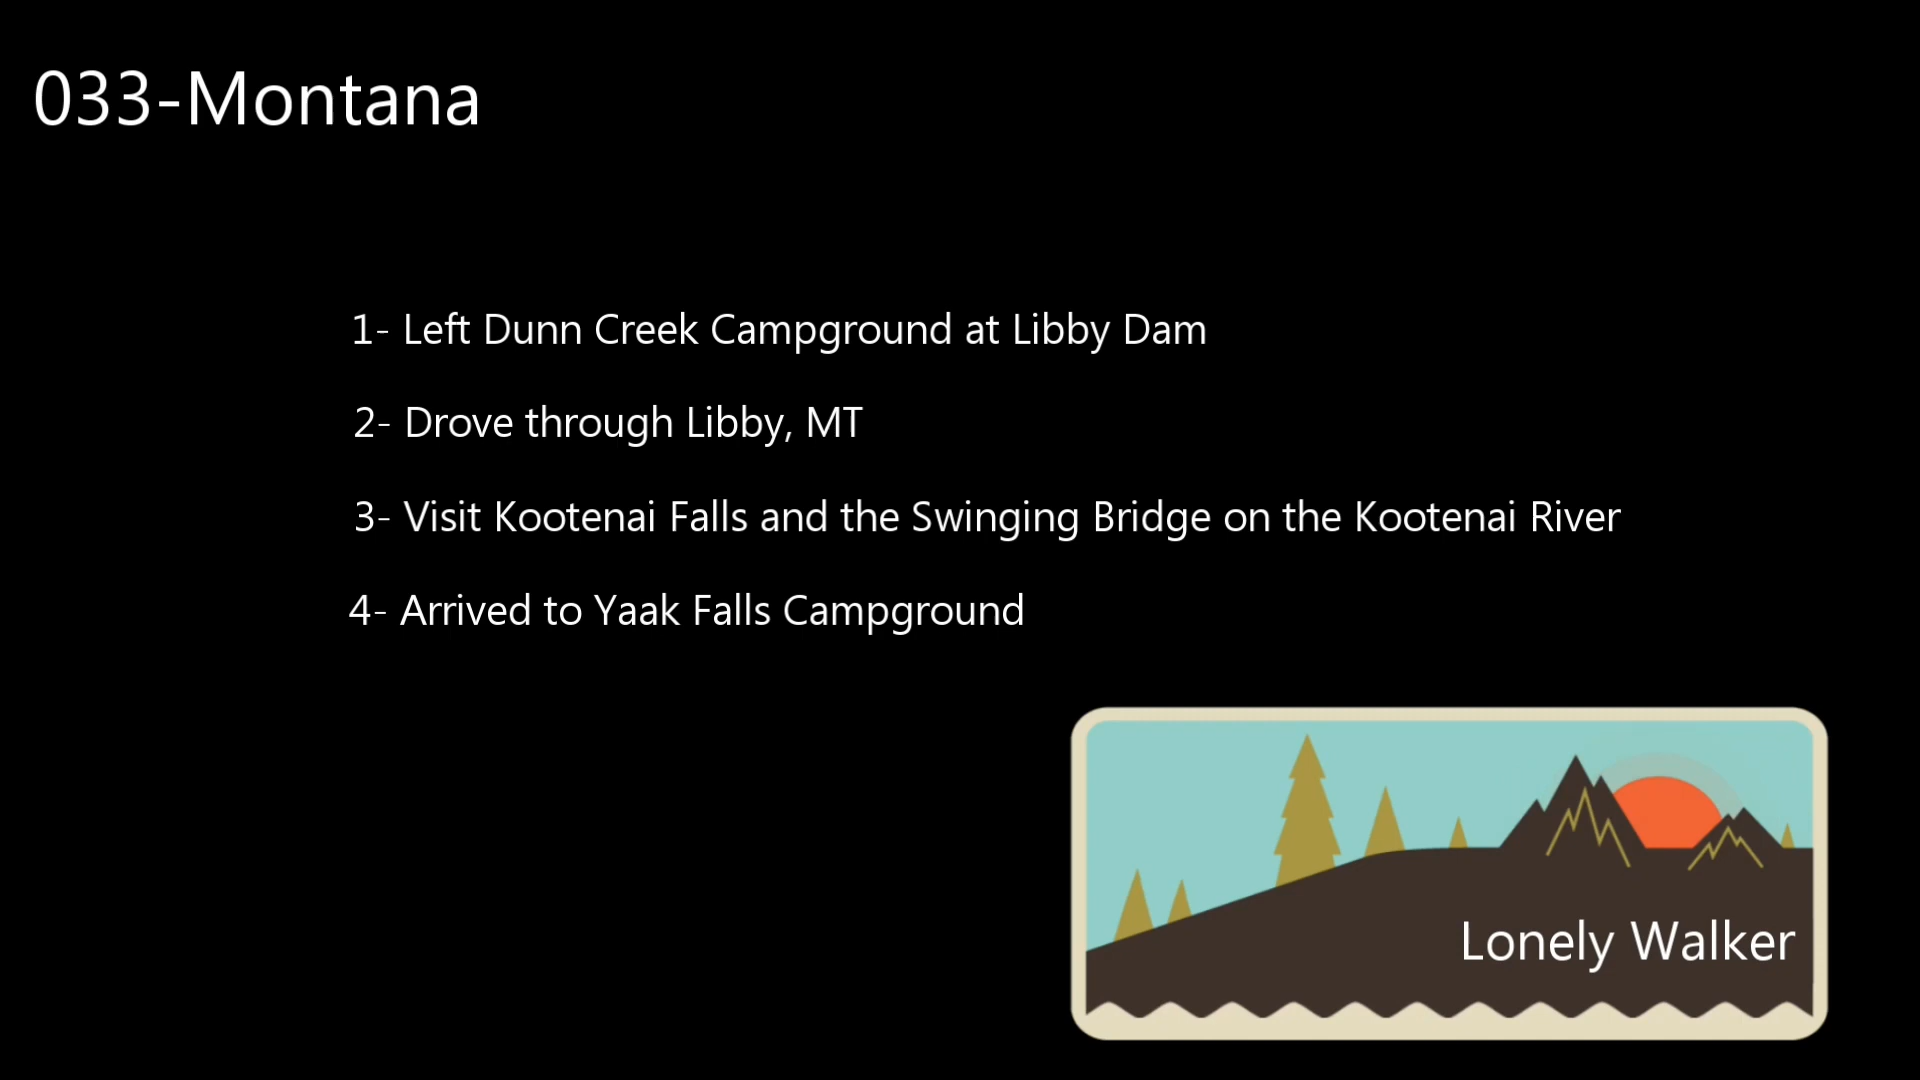 033-Montana
1- Left Dunn Creek Campground at Libby Dam
2- Drove through Libby, MT
3- Visit Kootenai Falls and the Swinging Bridge on the Kootenai River
4- Arrived to Yaak Falls Campground
Lonely Walker